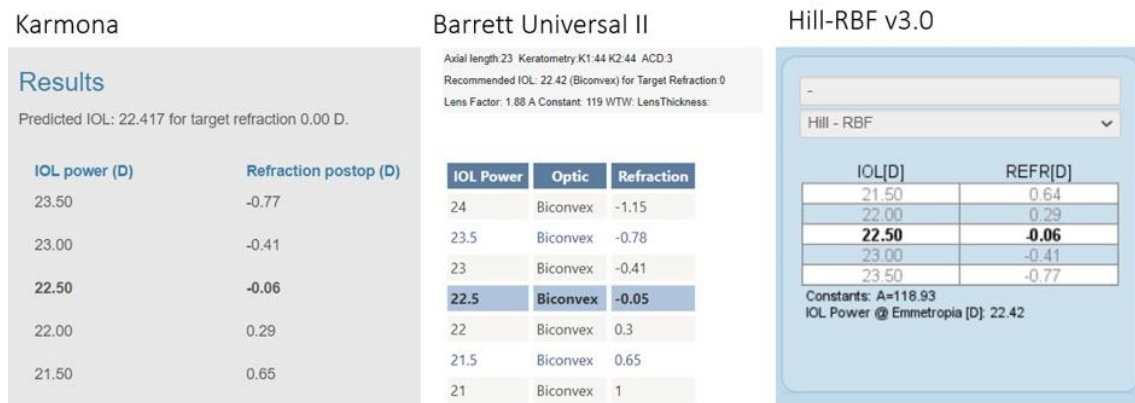 Karmona
Results
Predicted IOL: 22.417 for target refraction 0.00 D.
IOL power (D) Refraction postop (D)
23.50 -0.77
23.00 -0.41
22.50 -0.06
22.00 0.29
21.50 0.65
Barrett Universal II
Axial length:23 Keratometry:K1:44 K2:44 ACD:3
Recommended IOL: 22.42 (Biconvex) for Target Refraction:0
Lens Factor: 1.88 A Constant: 119 WTW: LensThickness:
IOL Power Optic Refraction
24 Biconvex -1.15
23.5 Biconvex -0.78
23 Biconvex -0.41
22.5 Biconvex -0.05
22 Biconvex 0.3
21.5 Biconvex 0.65
21 Biconvex 1
Hill-RBF v3.0
-
Hill - RBF
IOL[D] REFR[D]
21.50 0.64
22.00 0.29
22.50 -0.06
23.00 -0.41
23.50 -0.77
Constants: A=118.93
IOL Power @ Emmetropia [D]: 22.42